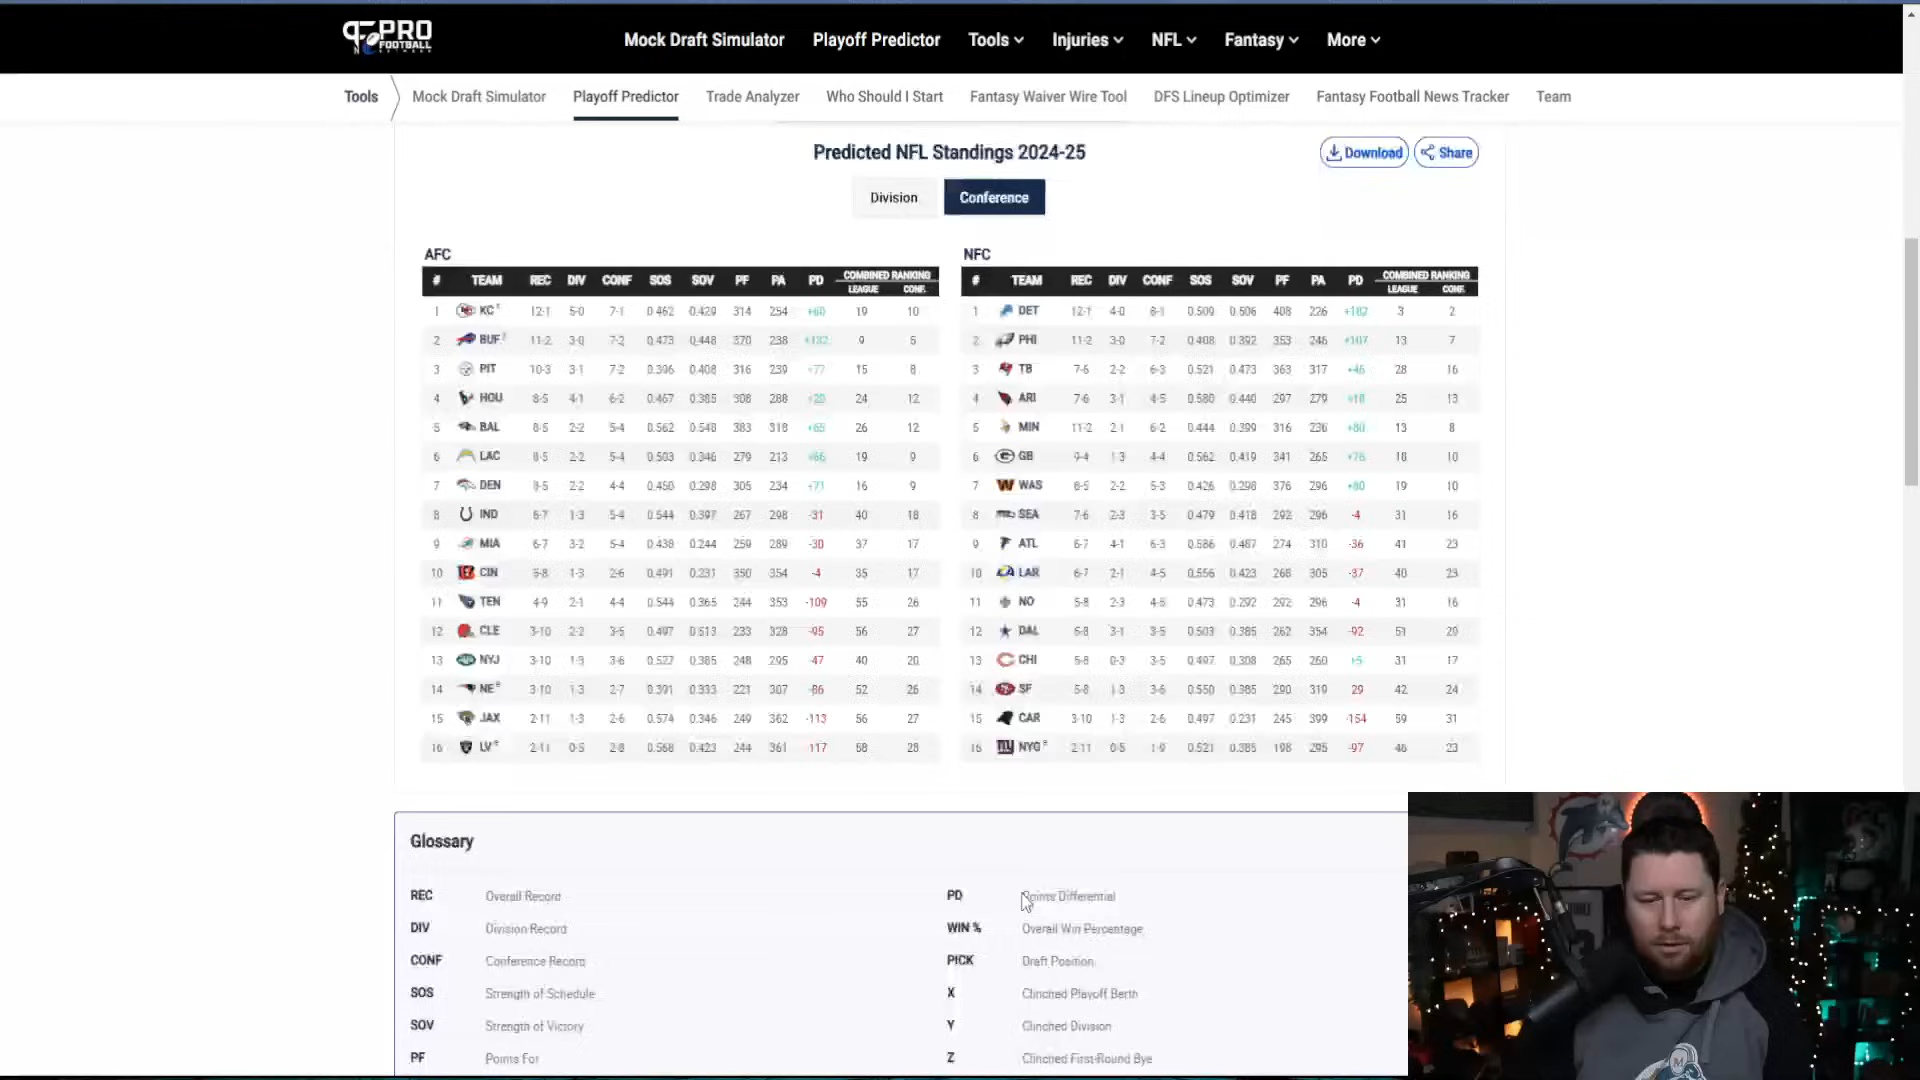 PRO
FOOTBALL
Mock Draft Simulator Playoff Predictor Tools Injuries NFL Fantasy More
Tools Mock Draft Simulator Playoff Predictor Trade Analyzer Who Should I Start Fantasy Waiver Wire Tool DFS Lineup Optimizer Fantasy Football News Tracker Team
Predicted NFL Standings 2024-25
Download Share
Division Conference
AFC
# TEAM REC DIV CONF SOS SOV PF PA PD COMBINED RANKING LEAGUE CONF.
1 KC 12-1 5-0 7-1 0.462 0.429 314 254 +60 19 10
2 BUF 11-2 3-0 7-2 0.473 0.448 370 238 +132 9 5
3 PIT 10-3 3-1 7-2 0.396 0.408 316 239 +77 15 8
4 HOU 8-5 4-1 6-2 0.467 0.385 308 288 +20 24 12
5 BAL 8-5 2-2 5-4 0.562 0.548 383 318 +65 26 12
6 LAC 8-5 2-2 5-4 0.503 0.346 279 213 +66 19 9
7 DEN 8-5 2-2 4-4 0.450 0.298 305 234 +71 16 9
8 IND 6-7 1-3 5-4 0.544 0.397 267 298 -31 40 18
9 MIA 6-7 3-2 5-4 0.438 0.244 259 289 -30 37 17
10 CIN 5-8 1-3 2-6 0.491 0.231 350 354 -4 35 17
11 TEN 4-9 2-1 4-4 0.544 0.365 244 353 -109 55 26
12 CLE 3-10 2-2 3-5 0.497 0.513 233 328 -95 56 27
13 NYJ 3-10 1-3 3-6 0.527 0.385 248 295 -47 40 20
14 NE 3-10 1-3 2-7 0.391 0.333 221 307 -86 52 26
15 JAX 2-11 1-3 2-6 0.574 0.346 249 362 -113 56 27
16 LV 2-11 0-5 2-8 0.568 0.423 244 361 -117 58 28
NFC
# TEAM REC DIV CONF SOS SOV PF PA PD COMBINED RANKING LEAGUE CONF.
1 DET 12-1 4-0 8-1 0.509 0.506 408 226 +182 3 2
2 PHI 11-2 3-0 7-2 0.408 0.392 353 246 +107 13 7
3 TB 7-6 2-2 6-3 0.521 0.473 363 317 +46 28 16
4 ARI 7-6 3-1 4-5 0.580 0.440 297 279 +18 25 13
5 MIN 11-2 2-1 6-2 0.444 0.399 316 236 +80 13 8
6 GB 9-4 1-3 4-4 0.562 0.419 341 265 +76 18 10
7 WAS 8-5 2-2 5-3 0.426 0.298 376 296 +80 19 10
8 SEA 7-6 2-3 3-5 0.479 0.418 292 296 -4 31 16
9 ATL 6-7 4-1 6-3 0.586 0.487 274 310 -36 41 23
10 LAR 6-7 2-1 4-5 0.556 0.423 268 305 -37 40 23
11 NO 5-8 2-3 4-5 0.473 0.292 292 296 -4 31 16
12 DAL 5-8 3-1 3-5 0.503 0.385 262 354 -92 51 29
13 CHI 5-8 0-3 3-5 0.497 0.308 265 260 +5 31 17
14 SF 5-8 1-3 3-6 0.550 0.385 290 319 29 42 24
15 CAR 3-10 1-3 2-6 0.497 0.231 245 399 -154 59 31
16 NYG 2-11 0-5 1-9 0.521 0.385 198 295 -97 46 23
Glossary
REC Overall Record
DIV Division Record
CONF Conference Record
SOS Strength of Schedule
SOV Strength of Victory
PF Points For
PD Points Differential
WIN % Overall Win Percentage
PICK Draft Position
X Clinched Playoff Berth
Y Clinched Division
Z Clinched First-Round Bye